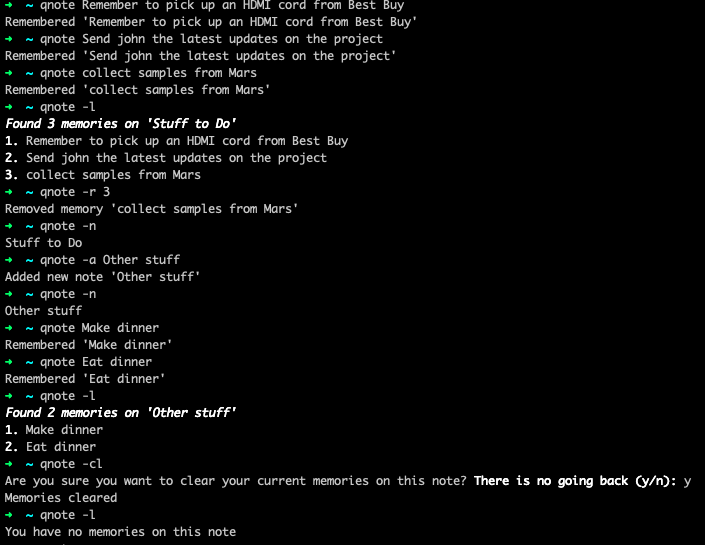 ➜ ~ qnote Remember to pick up an HDMI cord from Best Buy
Remembered 'Remember to pick up an HDMI cord from Best Buy'
➜ ~ qnote Send john the latest updates on the project
Remembered 'Send john the latest updates on the project'
➜ ~ qnote collect samples from Mars
Remembered 'collect samples from Mars'
➜ ~ qnote -l
Found 3 memories on 'Stuff to Do'
1. Remember to pick up an HDMI cord from Best Buy
2. Send john the latest updates on the project
3. collect samples from Mars
➜ ~ qnote -r 3
Removed memory 'collect samples from Mars'
➜ ~ qnote -n
Stuff to Do
➜ ~ qnote -a Other stuff
Added new note 'Other stuff'
➜ ~ qnote -n
Other stuff
➜ ~ qnote Make dinner
Remembered 'Make dinner'
➜ ~ qnote Eat dinner
Remembered 'Eat dinner'
➜ ~ qnote -l
Found 2 memories on 'Other stuff'
1. Make dinner
2. Eat dinner
➜ ~ qnote -cl
Are you sure you want to clear your current memories on this note? There is no going back (y/n): y
Memories cleared
➜ ~ qnote -l
You have no memories on this note